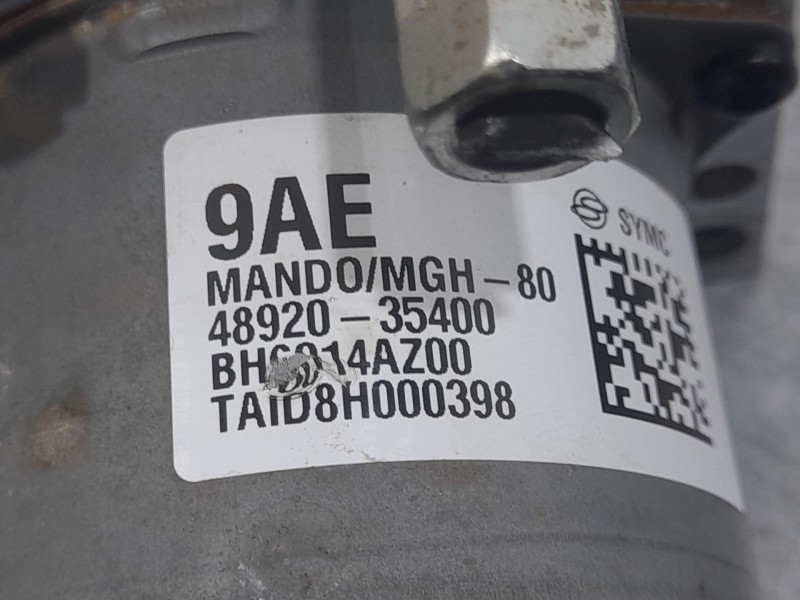 9AE
SYMC
MANDO/MGH-80
48920-35400
TAID8H000398